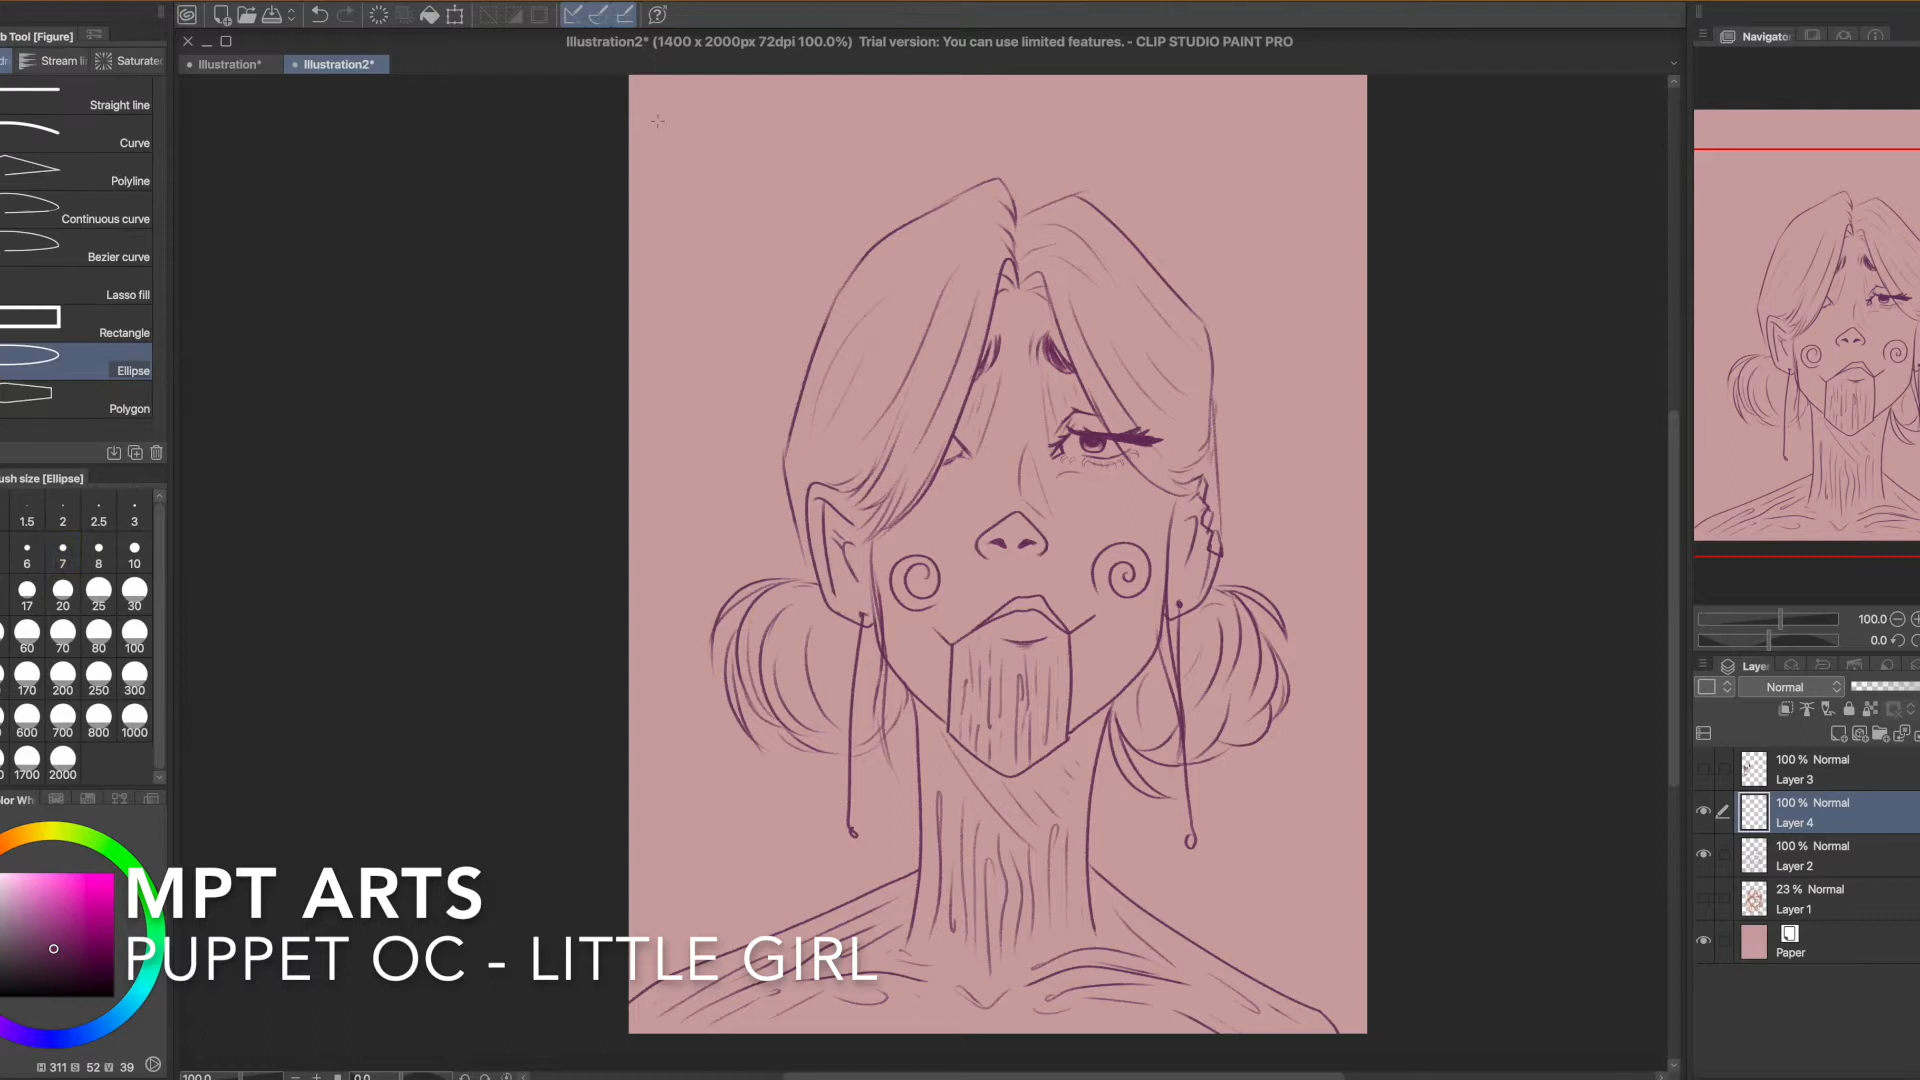 Illustration2* (1400 x 2000px 72dpi 100.0%) Trial version: You can use limited features. - CLIP STUDIO PAINT PRO
b Tool [Figure]
Stream li
Saturate
Illustration*
Illustration2*
Straight line
Curve
Polyline
Continuous curve
Bezier curve
Lasso fill
Rectangle
Ellipse
Polygon
ush size [Ellipse]
1.5 2 2.5 3
6 7 8 10
17 20 25 30
60 70 80 100
170 200 250 300
600 700 800 1000
1700 2000
olor Wh
H 311 S 52 V 39
MPT ARTS
PUPPET OC - LITTLE GIRL
100.0
0.0
Navigator
100.0
0.0
Layer
Normal
100 % Normal
Layer 3
100 % Normal
Layer 4
100 % Normal
Layer 2
23 % Normal
Layer 1
Paper